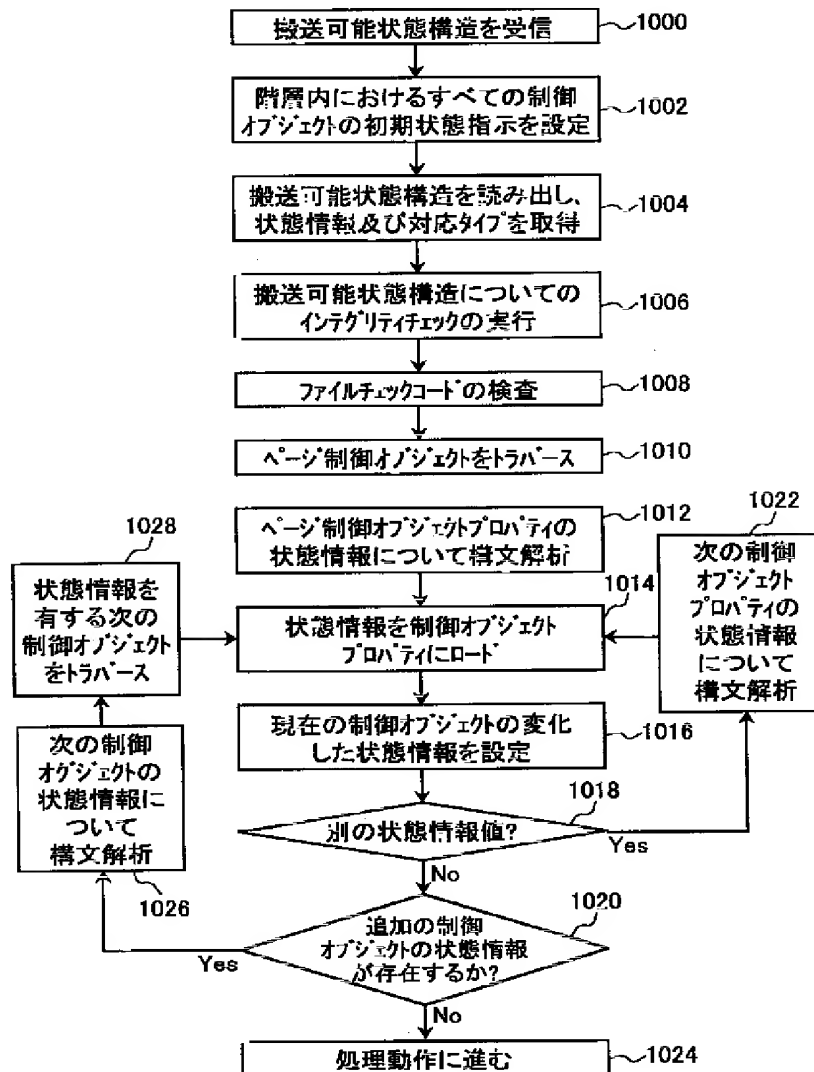 搬送可能状態構造を受信
1000
階層内におけるすべての制御
オブジェクトの初期状態指示を設定
1002
搬送可能状態構造を読み出し、
状態情報及び対応タイプを取得
1004
搬送可能状態構造についての
インテグリティチェックの実行
1006
ファイルチェックコードの検査
1008
ページ制御オブジェクトをトラバース
1010
ページ制御オブジェクトプロパティの
状態情報について構文解析
1012
状態情報を制御オブジェクト
プロパティにロード
1014
現在の制御オブジェクトの変化
した状態情報を設定
1016
別の状態情報値?
1018
Yes
No
1022
次の制御
オブジェクト
プロパティの
状態情報
について
構文解析
追加の制御
オブジェクトの状態情報
が存在するか?
1020
Yes
No
次の制御
オグジェクトの
状態情報に
ついて
構文解析
1026
1028
状態情報を
有する次の
制御オブジェクト
をトラバース
処理動作に進む
1024